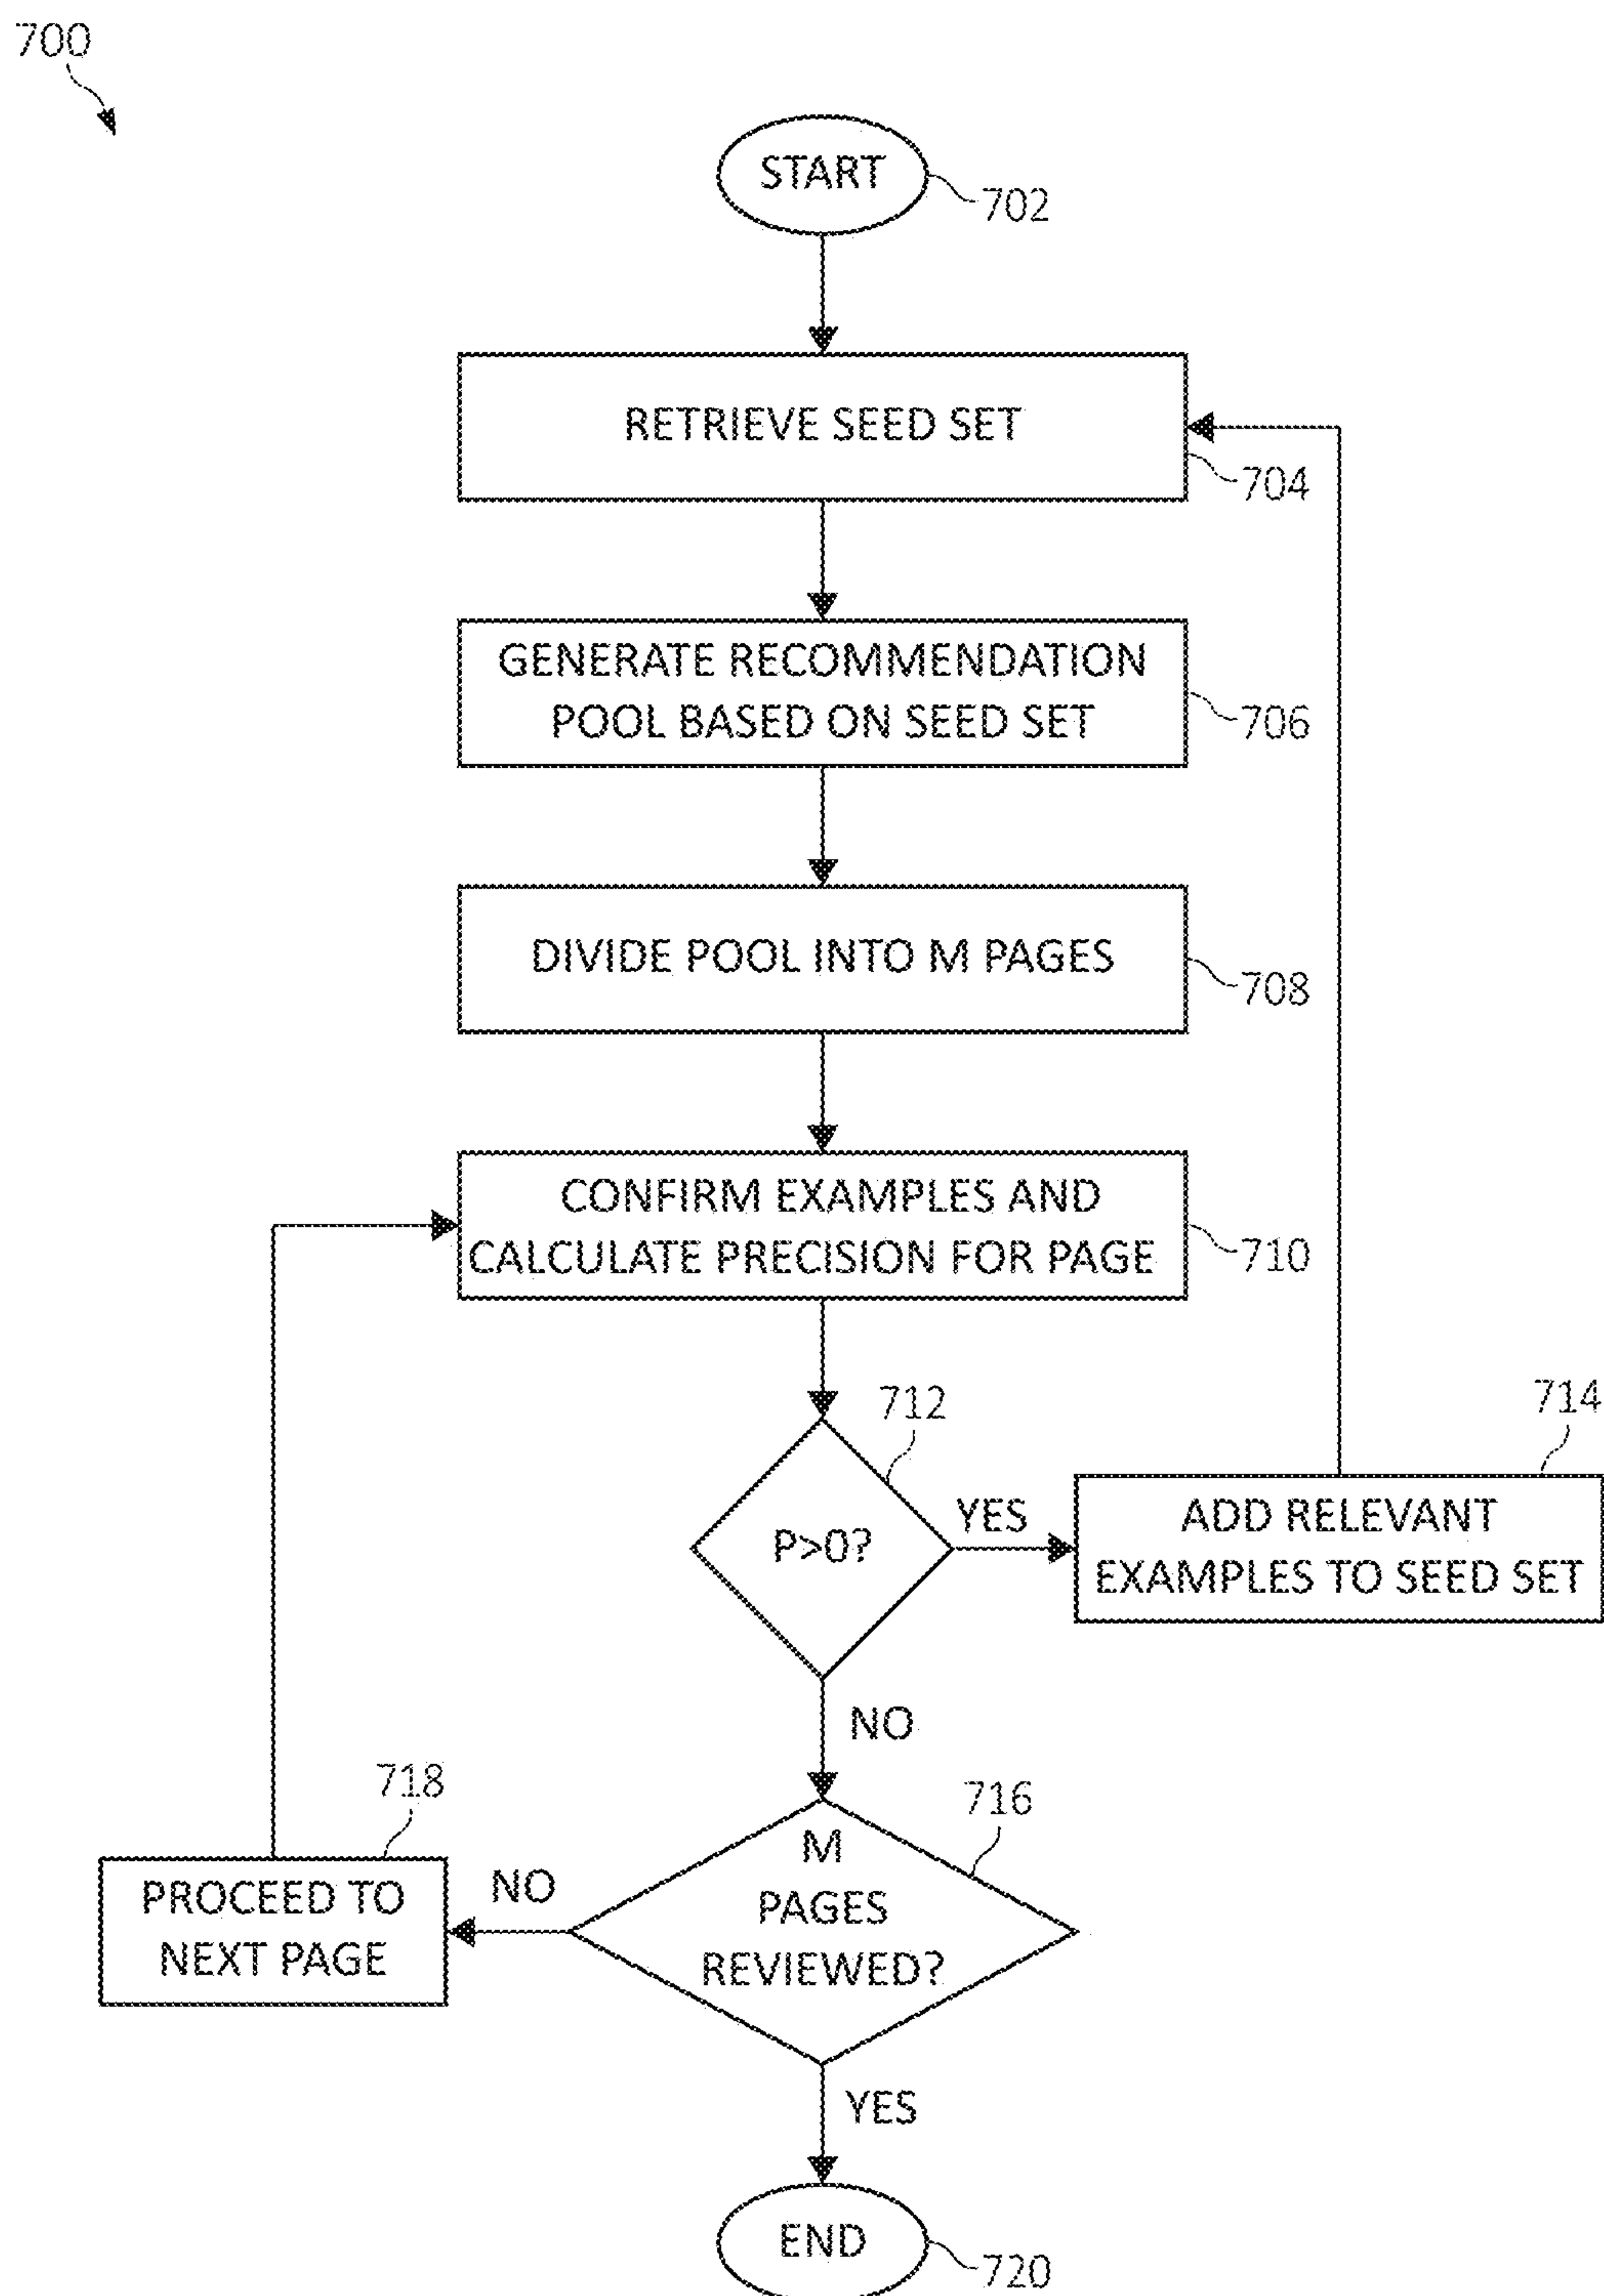 700
START
702
RETRIEVE SEED SET
704
GENERATE RECOMMENDATION
POOL BASED ON SEED SET
706
DIVIDE POOL INTO M PAGES
708
CONFIRM EXAMPLES AND
CALCULATE PRECISION FOR PAGE
710
712
P>0?
YES
714
ADD RELEVANT
EXAMPLES TO SEED SET
NO
716
M
PAGES
REVIEWED?
NO
718
PROCEED TO
NEXT PAGE
YES
END
720